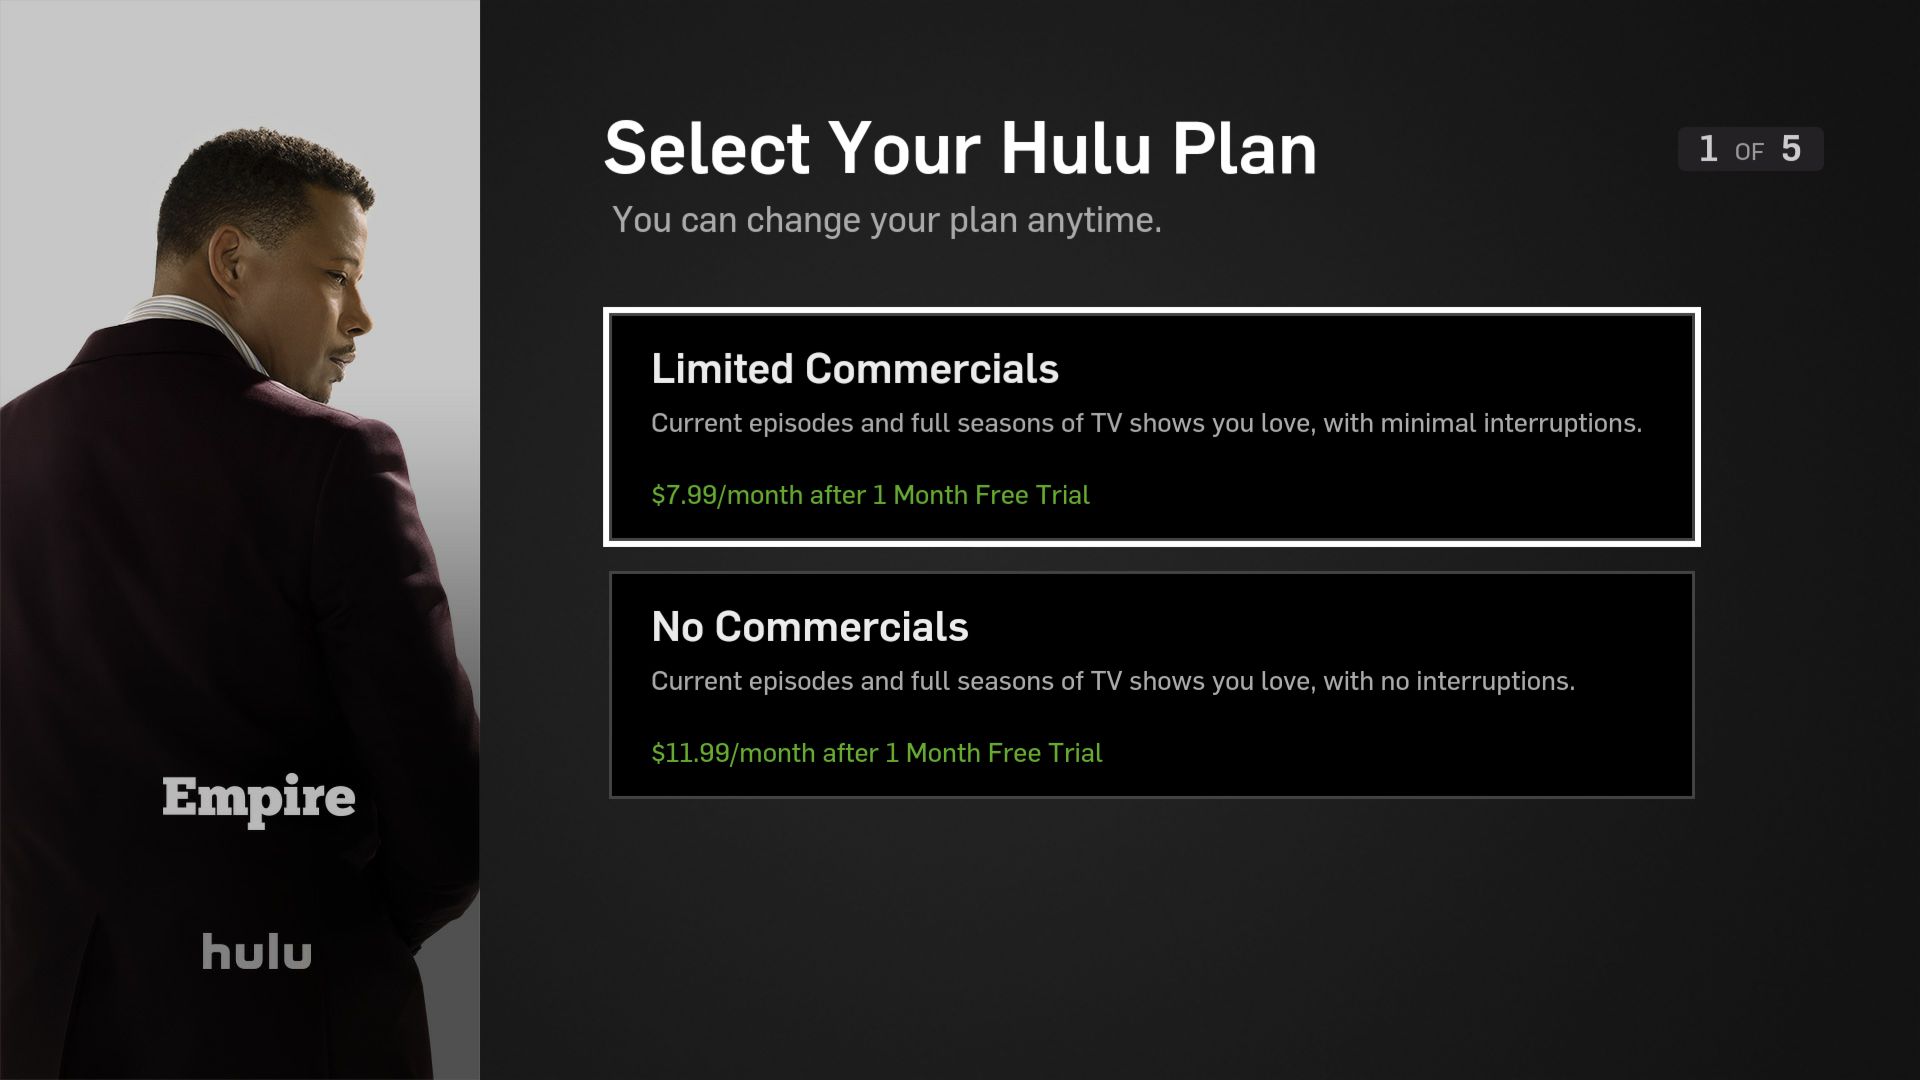 Select Your Hulu Plan
1 OF 5
You can change your plan anytime.
Limited Commercials
Current episodes and full seasons of TV shows you love, with minimal interruptions.
$7.99/month after 1 Month Free Trial
No Commercials
Current episodes and full seasons of TV shows you love, with no interruptions.
$11.99/month after 1 Month Free Trial
Empire
hulu